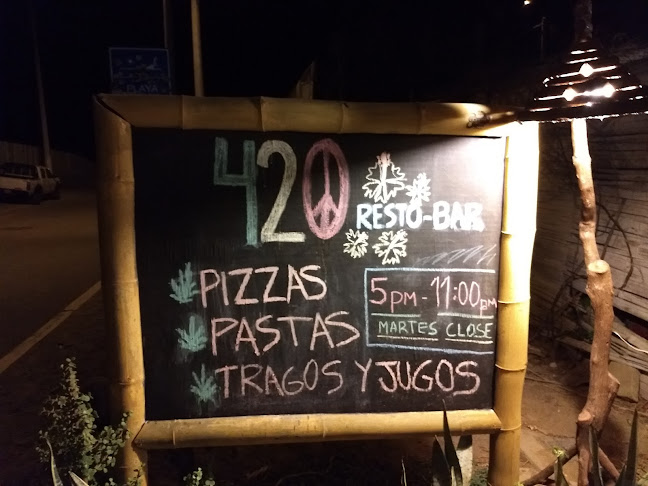 PLAYA
420
RESTO-BAR
PIZZAS
PASTAS
TRAGOS Y JUGOS
5PM - 11:00PM
MARTES CLOSE